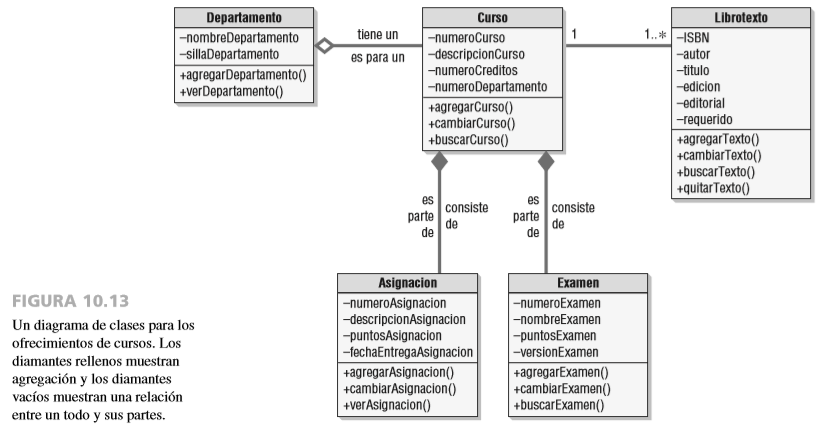 Departamento
–nombreDepartamento
–sillaDepartamento
+agregarDepartamento()
+verDepartamento()
tiene un
es para un
Curso
–numeroCurso
–descripcionCurso
–numeroCreditos
–numeroDepartamento
+agregarCurso()
+cambiarCurso()
+buscarCurso()
1
1..*
Librotexto
–ISBN
–autor
–titulo
–edicion
–editorial
–requerido
+agregarTexto()
+cambiarTexto()
+buscarTexto()
+quitarTexto()
es
parte
de
consiste
de
es
parte
de
consiste
de
Asignacion
–numeroAsignacion
–descripcionAsignacion
–puntosAsignacion
–fechaEntregaAsignacion
+agregarAsignacion()
+cambiarAsignacion()
+verAsignacion()
Examen
–numeroExamen
–nombreExamen
–puntosExamen
–versionExamen
+agregarExamen()
+cambiarExamen()
+buscarExamen()
FIGURA 10.13
Un diagrama de clases para los
ofrecimientos de cursos. Los
diamantes rellenos muestran
agregación y los diamantes
vacíos muestran una relación
entre un todo y sus partes.